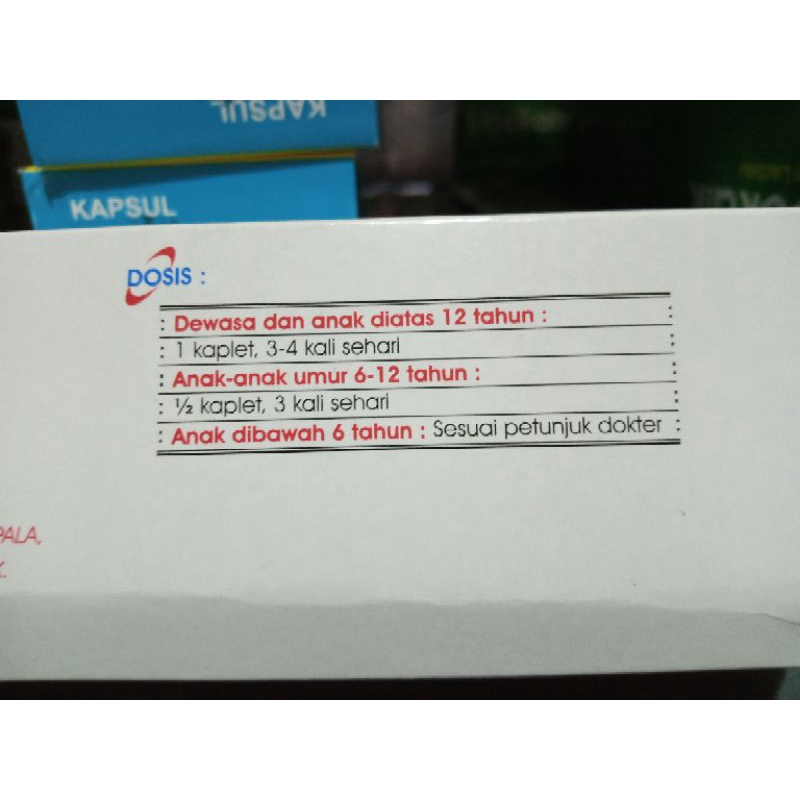 KAPSUL
KAPSUL
DOSIS :
: Dewasa dan anak diatas 12 tahun : :
: 1 kaplet, 3-4 kali sehari :
: Anak-anak umur 6-12 tahun : :
: ½ kaplet, 3 kali sehari :
: Anak dibawah 6 tahun : Sesuai petunjuk dokter :
PALA,